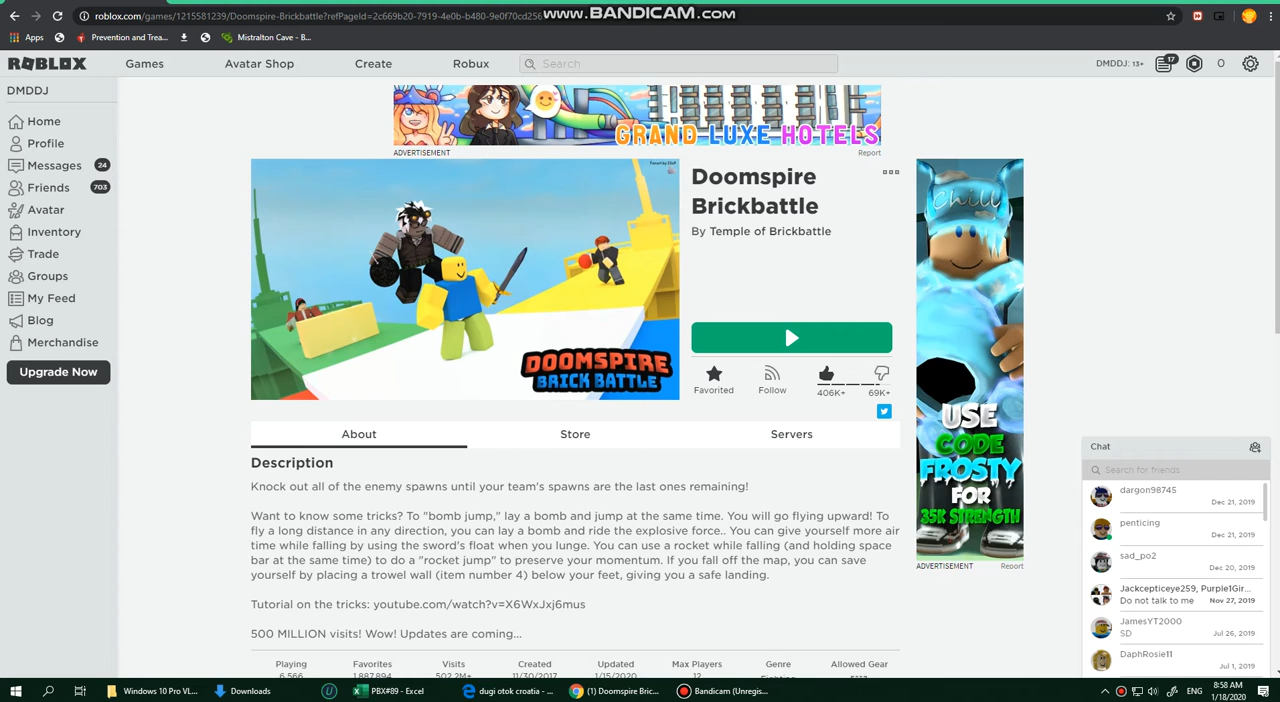 roblox.com/games/1215581239/Doomspire-Brickbattle?refPageId=2c669b20-7919-4e0b-b480-9e0f70cd256
www.BANDICAM.com
Apps
Prevention and Trea...
Mistralton Cave - B...
ROBLOX
Games
Avatar Shop
Create
Robux
Search
DMDDJ: 13+
17
0
DMDDJ
Home
Profile
Messages 24
Friends 703
Avatar
Inventory
Trade
Groups
My Feed
Blog
Merchandise
Upgrade Now
GRAND LUXE HOTELS
ADVERTISEMENT
Report
DOOMSPIRE
BRICK BATTLE
Doomspire
Brickbattle
By Temple of Brickbattle
Favorited
Follow
406K+
69K+
Chill
USE
CODE
FROSTY
FOR
35K STRENGTH
ADVERTISEMENT
Report
About
Store
Servers
Description
Knock out all of the enemy spawns until your team's spawns are the last ones remaining!
Want to know some tricks? To "bomb jump," lay a bomb and jump at the same time. You will go flying upward! To
fly a long distance in any direction, you can lay a bomb and ride the explosive force.. You can give yourself more air
time while falling by using the sword's float when you lunge. You can use a rocket while falling (and holding space
bar at the same time) to do a "rocket jump" to preserve your momentum. If you fall off the map, you can save
yourself by placing a trowel wall (item number 4) below your feet, giving you a safe landing.
Tutorial on the tricks: youtube.com/watch?v=X6WxJxj6mus
500 MILLION visits! Wow! Updates are coming...
Playing
Favorites
Visits
Created
Updated
Max Players
Genre
Allowed Gear
6,566
1,887,894
502.2M+
11/30/2017
1/15/2020
12
Fighting
Chat
Search for friends
dargon98745
Dec 21, 2019
penticing
Dec 21, 2019
sad_po2
Dec 20, 2019
Jackcepticeye259, Purple1Gir...
Do not talk to me
Nov 27, 2019
JamesYT2000
SD
Jul 26, 2019
DaphRosie11
Jul 1, 2019
Windows 10 Pro VL...
Downloads
PBX#89 - Excel
dugi otok croatia - ...
(1) Doomspire Bric...
Bandicam (Unregis...
ENG
8:58 AM
1/18/2020